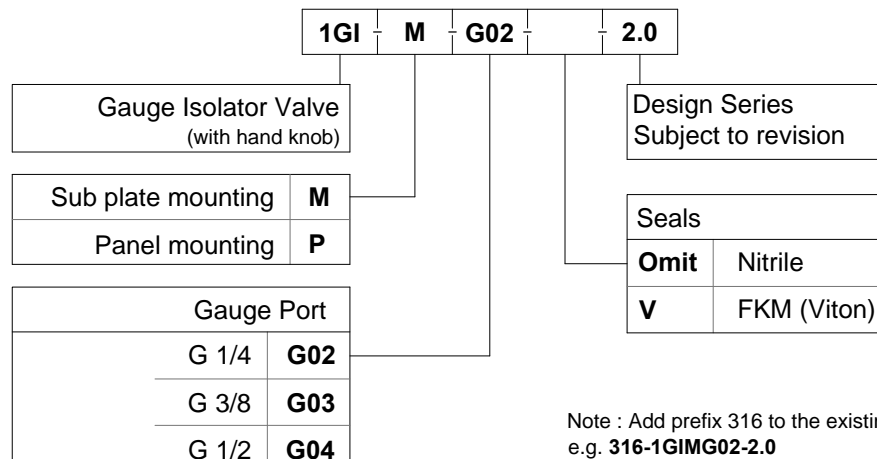 1GI - M - G02 - - 2.0
Gauge Isolator Valve
(with hand knob)
Design Series
Subject to revision
Sub plate mounting M
Panel mounting P
Seals
Omit Nitrile
V FKM (Viton)
Gauge Port
G 1/4 G02
G 3/8 G03
G 1/2 G04
Note : Add prefix 316 to the
e.g. 316-1GIMG02-2.0